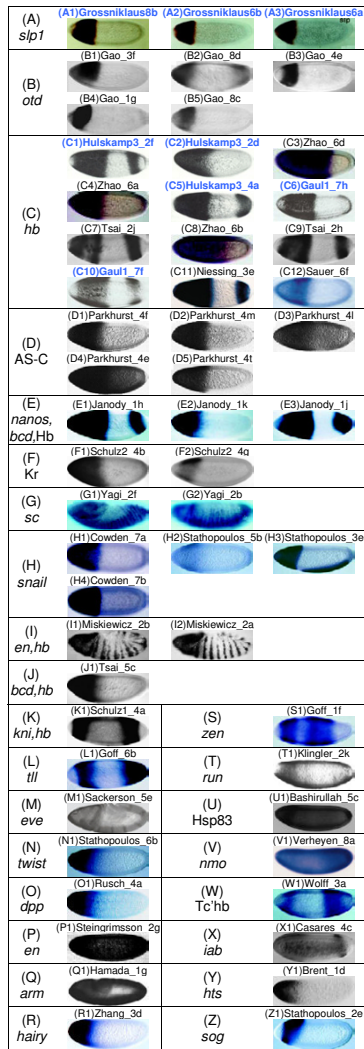 (A)
slp1
(A1)Grossniklaus8b (A2)Grossniklaus6b (A3)Grossniklaus6a
slp
(B)
otd
(B1)Gao_3f (B2)Gao_8d (B3)Gao_4e
(B4)Gao_1g (B5)Gao_8c
(C)
hb
(C1)Hulskamp3_2f (C2)Hulskamp3_2d (C3)Zhao_6d
(C4)Zhao_6a (C5)Hulskamp3_4a (C6)Gaul1_7h
(C7)Tsai_2j (C8)Zhao_6b (C9)Tsai_2h
(C10)Gaul1_7f (C11)Niessing_3e (C12)Sauer_6f
(D)
AS-C
(D1)Parkhurst_4f (D2)Parkhurst_4m (D3)Parkhurst_4l
(D4)Parkhurst_4e (D5)Parkhurst_4t
(E)
nanos,
bcd,Hb
(E1)Janody_1h (E2)Janody_1k (E3)Janody_1j
(F)
Kr
(F1)Schulz2_4b (F2)Schulz2_4g
(G)
sc
(G1)Yagi_2f (G2)Yagi_2b
(H)
snail
(H1)Cowden_7a (H2)Stathopoulos_5b (H3)Stathopoulos_3e
(H4)Cowden_7b
(I)
en,hb
(I1)Miskiewicz_2b (I2)Miskiewicz_2a
(J)
bcd,hb
(J1)Tsai_5c
(K)
kni,hb
(K1)Schulz1_4a
(S)
zen
(S1)Goff_1f
(L)
tll
(L1)Goff_6b
(T)
run
(T1)Klingler_2k
(M)
eve
(M1)Sackerson_5e
(U)
Hsp83
(U1)Bashirullah_5c
(N)
twist
(N1)Stathopoulos_6b
(V)
nmo
(V1)Verheyen_8a
(O)
dpp
(O1)Rusch_4a
(W)
Tc'hb
(W1)Wolff_3a
(P)
en
(P1)Steingrimsson_2g
(X)
iab
(X1)Casares_4c
(Q)
arm
(Q1)Hamada_1g
(Y)
hts
(Y1)Brent_1d
(R)
hairy
(R1)Zhang_3d
(Z)
sog
(Z1)Stathopoulos_2e